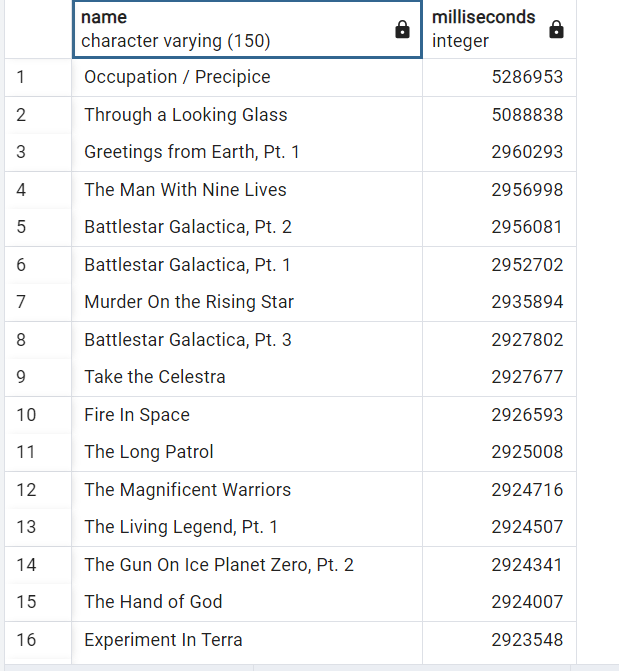 name milliseconds
character varying (150) integer
1 Occupation / Precipice 5286953
2 Through a Looking Glass 5088838
3 Greetings from Earth, Pt. 1 2960293
4 The Man With Nine Lives 2956998
5 Battlestar Galactica, Pt. 2 2956081
6 Battlestar Galactica, Pt. 1 2952702
7 Murder On the Rising Star 2935894
8 Battlestar Galactica, Pt. 3 2927802
9 Take the Celestra 2927677
10 Fire In Space 2926593
11 The Long Patrol 2925008
12 The Magnificent Warriors 2924716
13 The Living Legend, Pt. 1 2924507
14 The Gun On Ice Planet Zero, Pt. 2 2924341
15 The Hand of God 2924007
16 Experiment In Terra 2923548